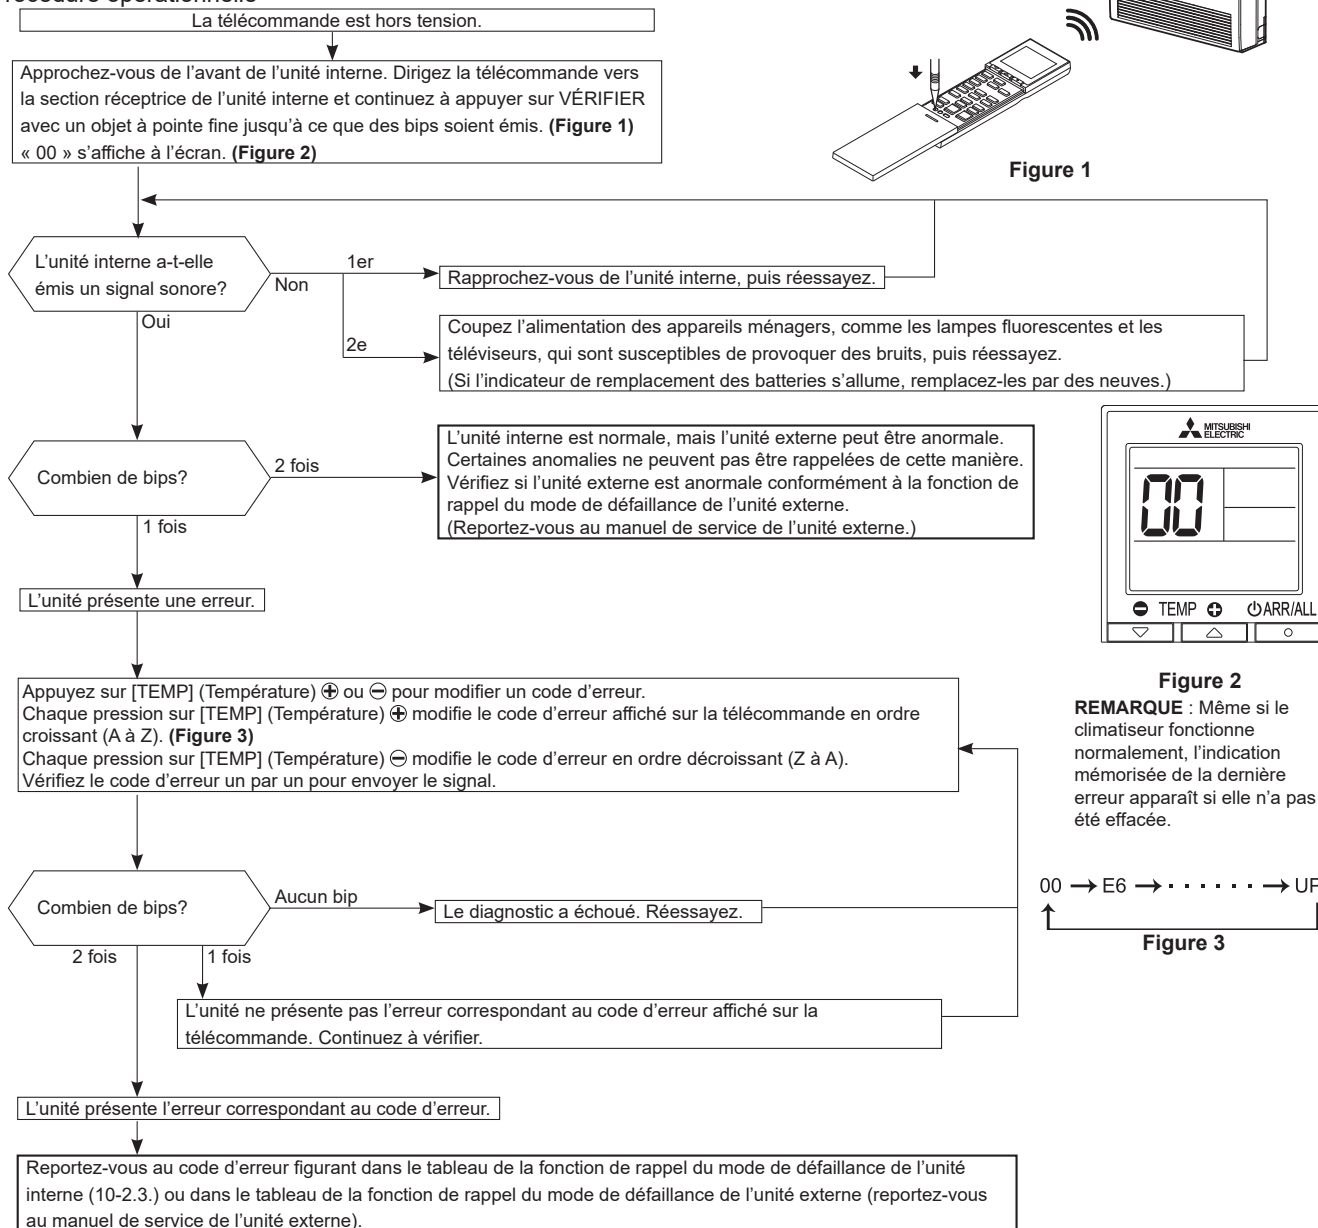 rocédure opérationnelle
La télécommande est hors tension.
Approchez-vous de l’avant de l’unité interne. Dirigez la télécommande vers
la section réceptrice de l’unité interne et continuez à appuyer sur VÉRIFIER
avec un objet à pointe fine jusqu’à ce que des bips soient émis. (Figure 1)
« 00 » s’affiche à l’écran. (Figure 2)
Figure 1
L’unité interne a-t-elle
émis un signal sonore?
Non
Oui
1er
Rapprochez-vous de l’unité interne, puis réessayez.
2e
Coupez l’alimentation des appareils ménagers, comme les lampes fluorescentes et les
téléviseurs, qui sont susceptibles de provoquer des bruits, puis réessayez.
(Si l’indicateur de remplacement des batteries s’allume, remplacez-les par des neuves.)
Combien de bips?
2 fois
1 fois
L’unité interne est normale, mais l’unité externe peut être anormale.
Certaines anomalies ne peuvent pas être rappelées de cette manière.
Vérifiez si l’unité externe est anormale conformément à la fonction de
rappel du mode de défaillance de l’unité externe.
(Reportez-vous au manuel de service de l’unité externe.)
MITSUBISHI
ELECTRIC
00
TEMP
ARR/ALL
Figure 2
REMARQUE : Même si le
climatiseur fonctionne
normalement, l’indication
mémorisée de la dernière
erreur apparaît si elle n’a pas
été effacée.
L’unité présente une erreur.
Appuyez sur [TEMP] (Température) ⊕ ou ⊖ pour modifier un code d’erreur.
Chaque pression sur [TEMP] (Température) ⊕ modifie le code d’erreur affiché sur la télécommande en ordre
croissant (A à Z). (Figure 3)
Chaque pression sur [TEMP] (Température) ⊖ modifie le code d’erreur en ordre décroissant (Z à A).
Vérifiez le code d’erreur un par un pour envoyer le signal.
00 → E6 → · · · · · · → UP
Figure 3
Combien de bips?
Aucun bip
Le diagnostic a échoué. Réessayez.
2 fois
1 fois
L’unité ne présente pas l’erreur correspondant au code d’erreur affiché sur la
télécommande. Continuez à vérifier.
L’unité présente l’erreur correspondant au code d’erreur.
Reportez-vous au code d’erreur figurant dans le tableau de la fonction de rappel du mode de défaillance de l’unité
interne (10-2.3.) ou dans le tableau de la fonction de rappel du mode de défaillance de l’unité externe (reportez-vous
au manuel de service de l’unité externe).